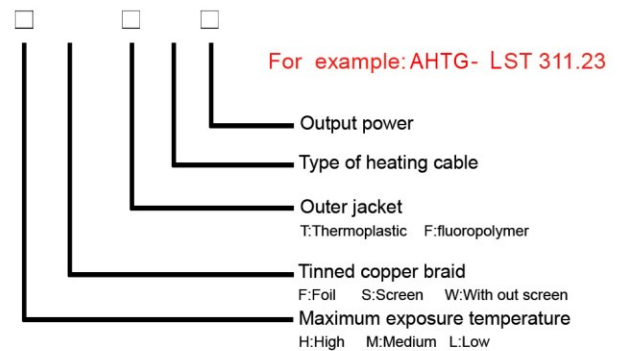 For example: AHTG- LST 311.23
Output power
Type of heating cable
Outer jacket
T:Thermoplastic F:fluoropolymer
Tinned copper braid
F:Foil S:Screen W:With out screen
Maximum exposure temperature
H:High M:Medium L:Low